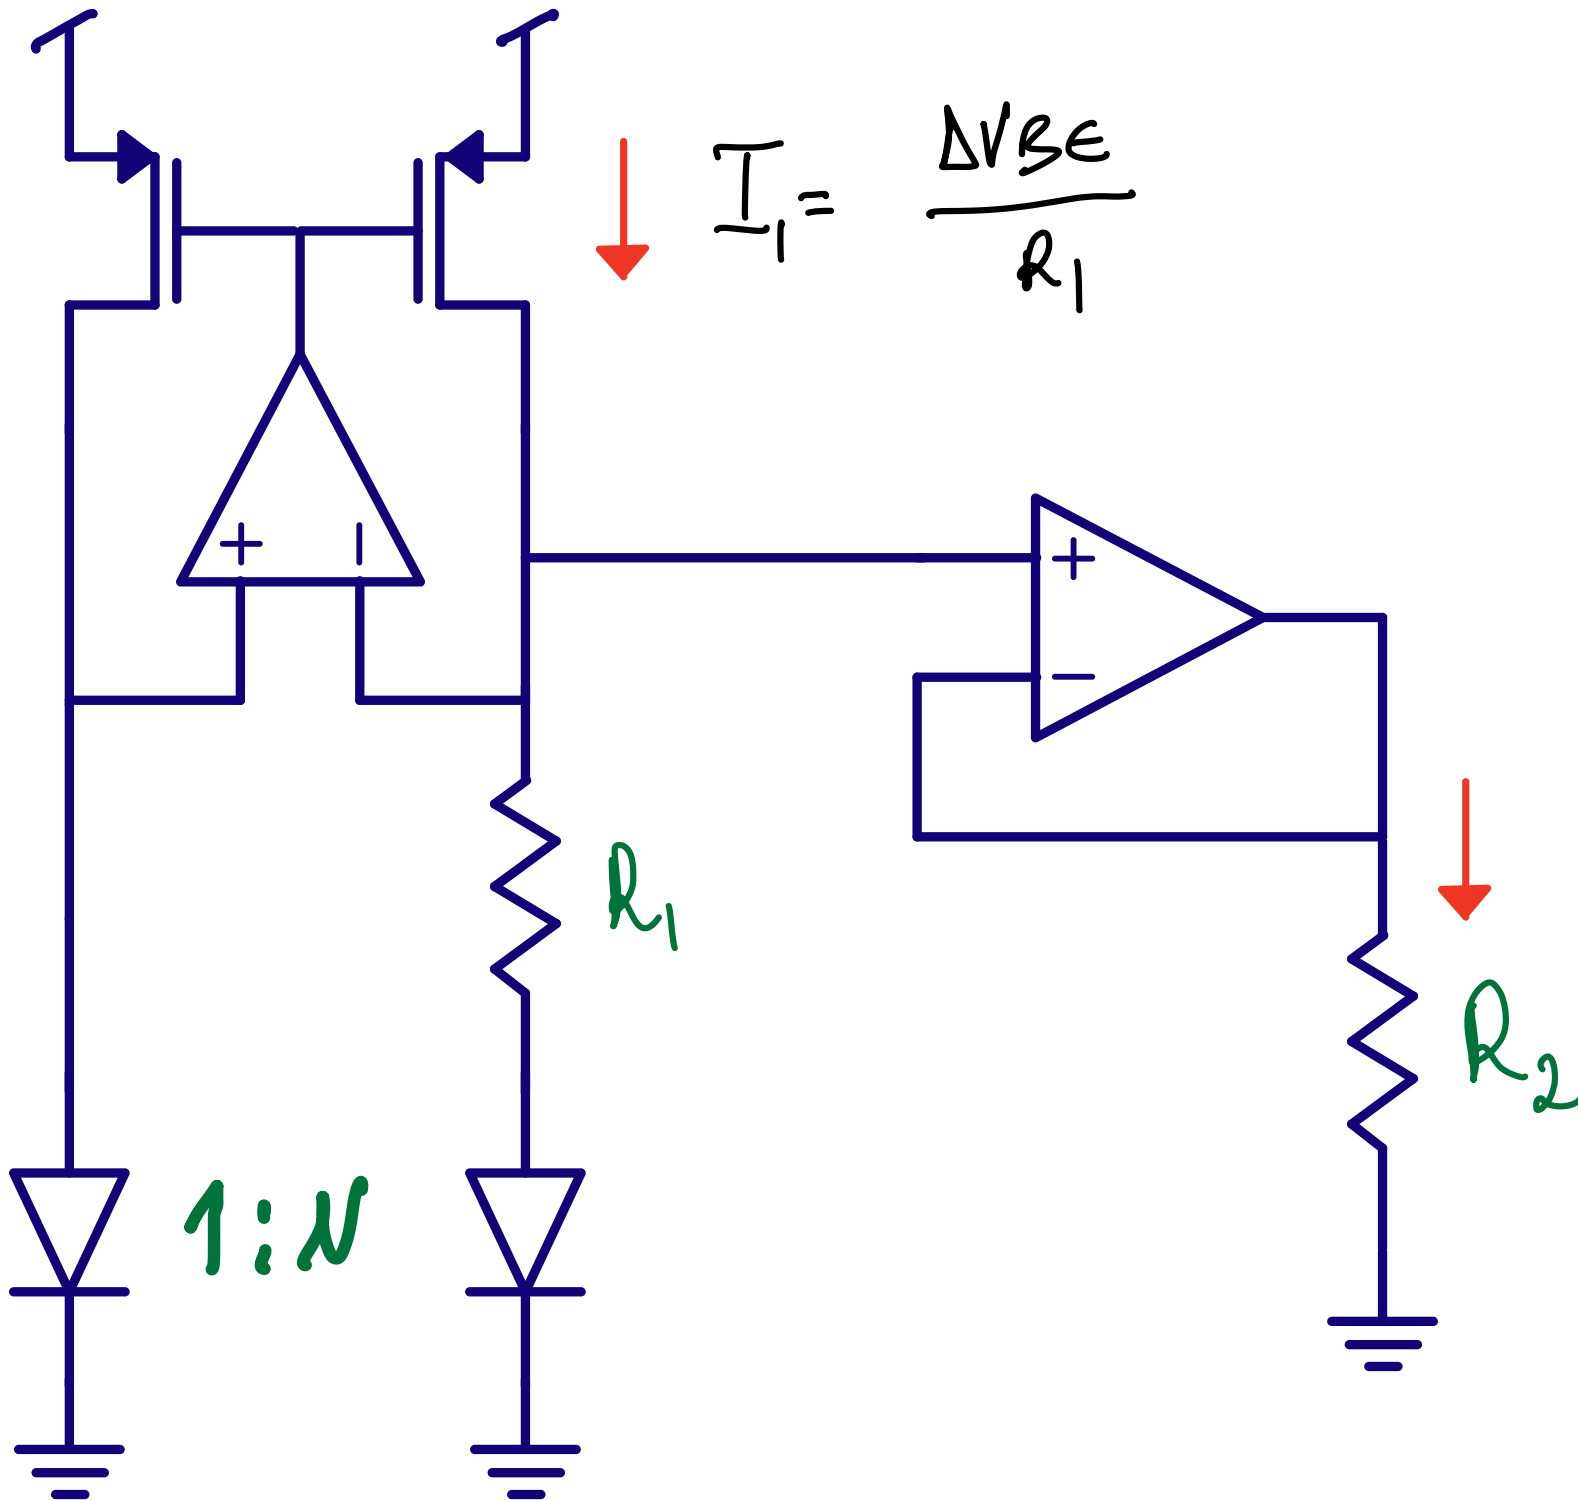 I1 = ΔVBE
R1
+ −
+
−
R1
R2
1:N